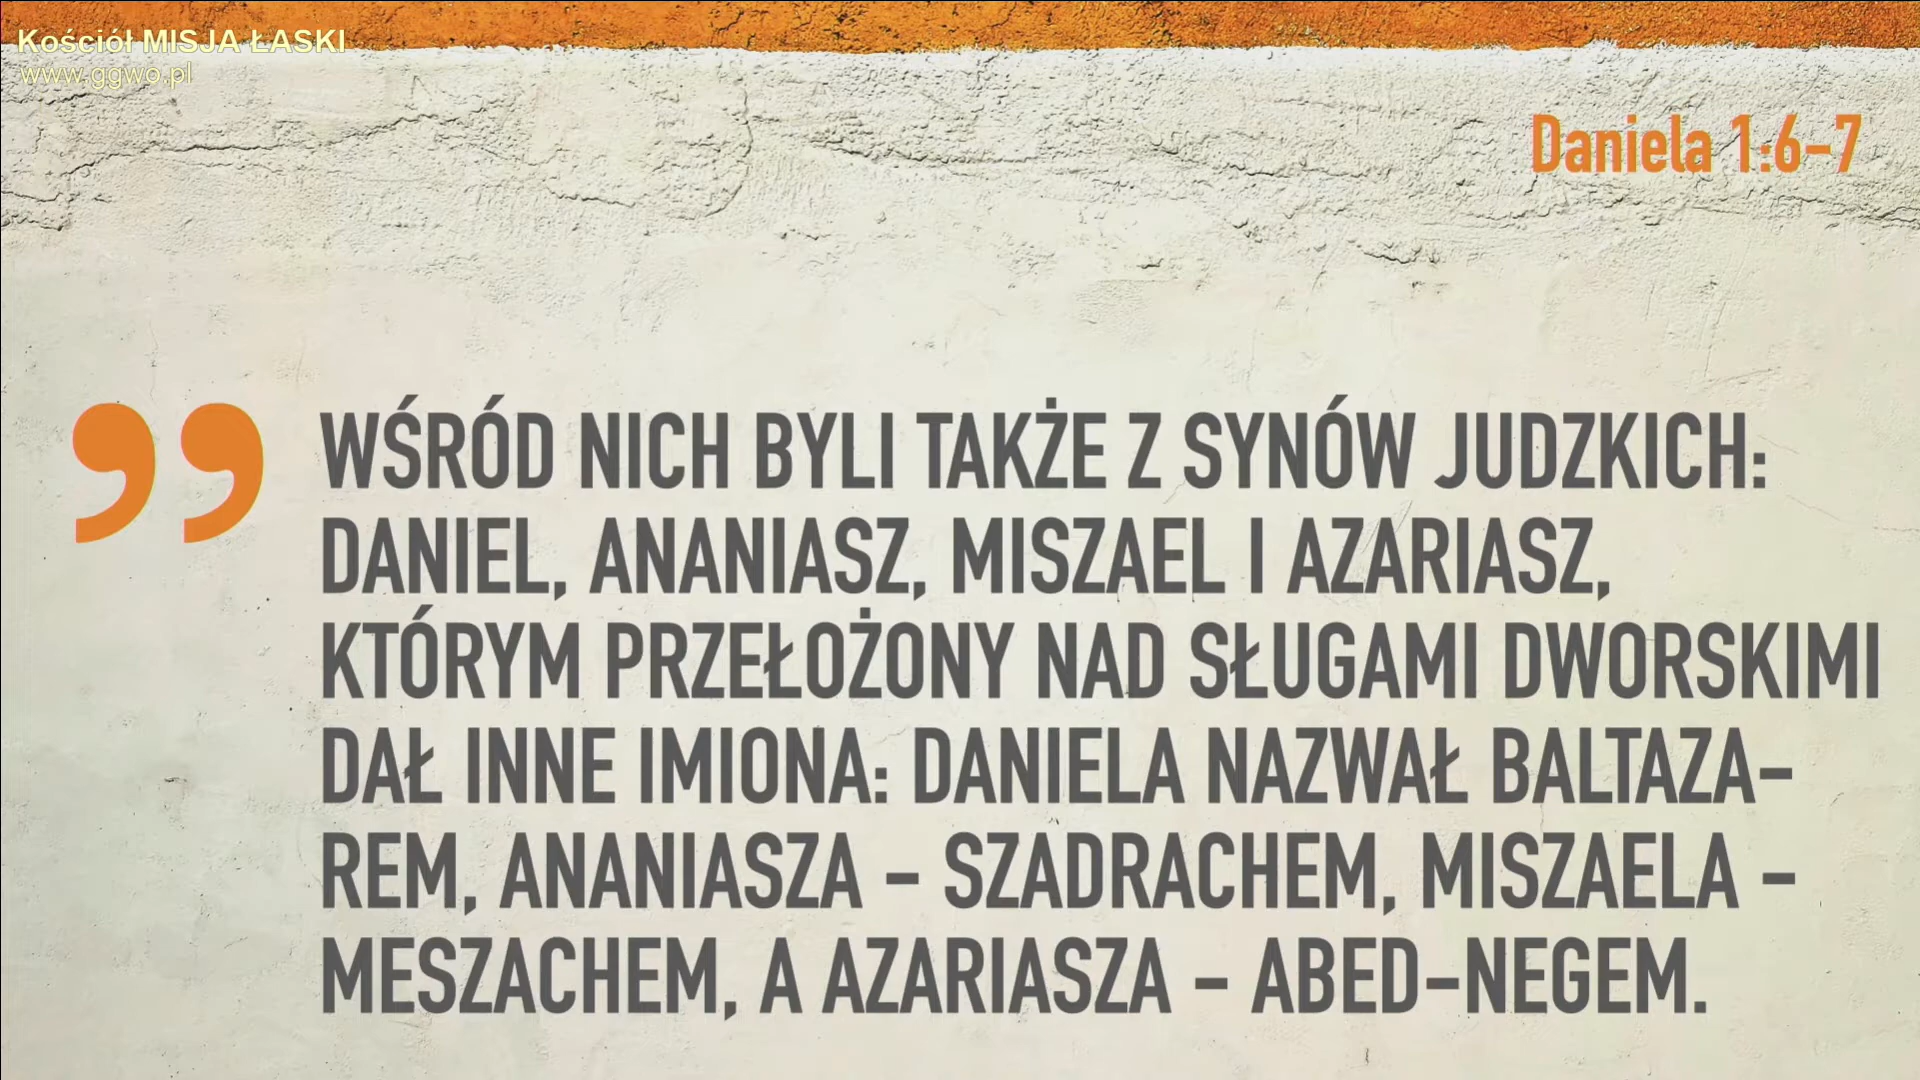 Kościół MISJA ŁASKI
www.ggwo.pl
Daniela 1:6-7
WŚRÓD NICH BYLI TAKŻE Z SYNÓW JUDZKICH:
DANIEL, ANANIASZ, MISZAEL I AZARIASZ,
KTÓRYM PRZEŁOŻONY NAD SŁUGAMI DWORSKIMI
DAŁ INNE IMIONA: DANIELA NAZWAŁ BALTAZA-
REM, ANANIASZA - SZADRACHEM, MISZAELA -
MESZACHEM, A AZARIASZA - ABED-NEGEM.